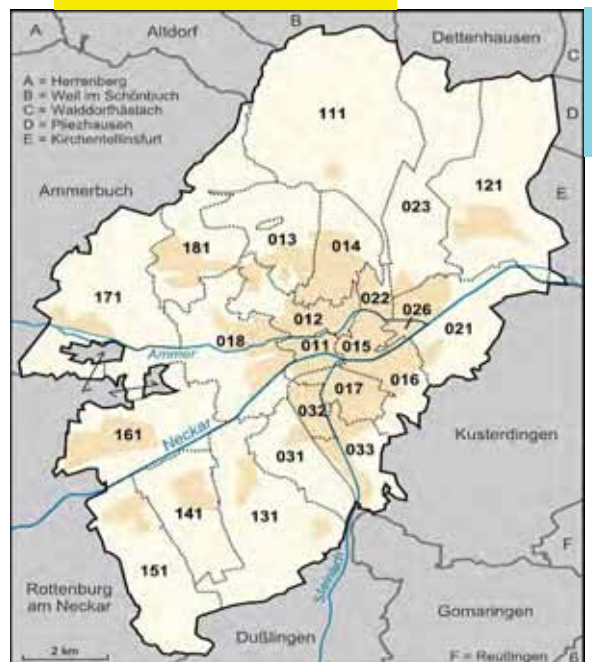 A
Altdorf
B
Dettenhausen
C
A = Herrenberg
B = Weil im Schönbuch
C = Walddorfhäslach
D = Pliezhausen
E = Kirchentellinsfurt
D
111
121
E
Ammerbuch
023
013
014
181
171
022
026
012
018
011
015
021
Ammer
016
017
032
161
Neckar
033
Kusterdingen
031
141
131
F
151
Steinlach
Rottenburg
am Neckar
Gomaringen
Dußlingen
2 km
F = Reutlingen